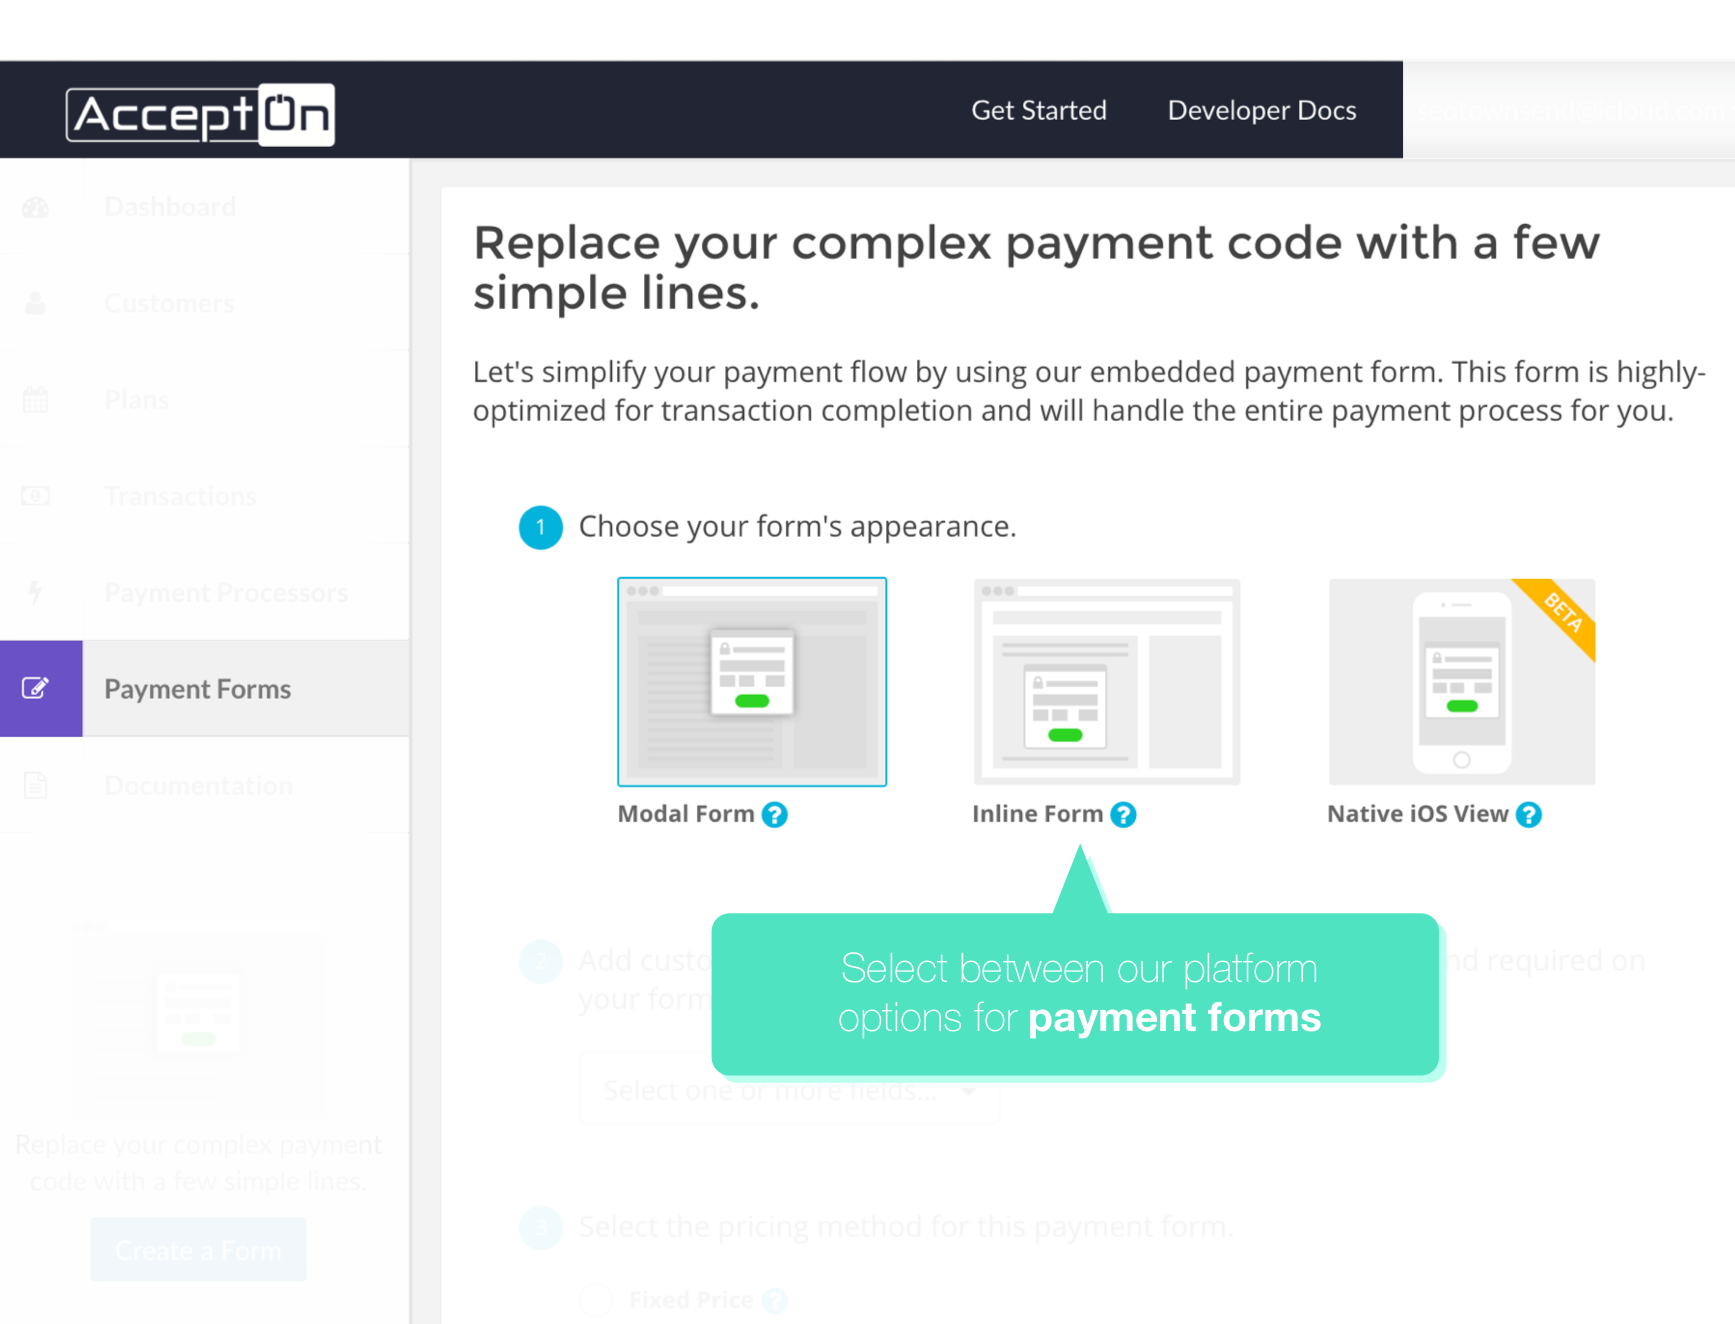 AcceptOn
Get Started
Developer Docs
Dashboard
Customers
Plans
Transactions
Payment Processors
Payment Forms
Documentation
Replace your complex payment
code with a few simple lines.
Create a Form
Replace your complex payment code with a few
simple lines.
Let's simplify your payment flow by using our embedded payment form. This form is highly-
optimized for transaction completion and will handle the entire payment process for you.
1 Choose your form's appearance.
BETA
Modal Form ?
Inline Form ?
Native iOS View ?
Select between our platform
options for payment forms
2 Add custo nd required on
your form
Select one or more fields...
3 Select the pricing method for this payment form.
Fixed Price ?